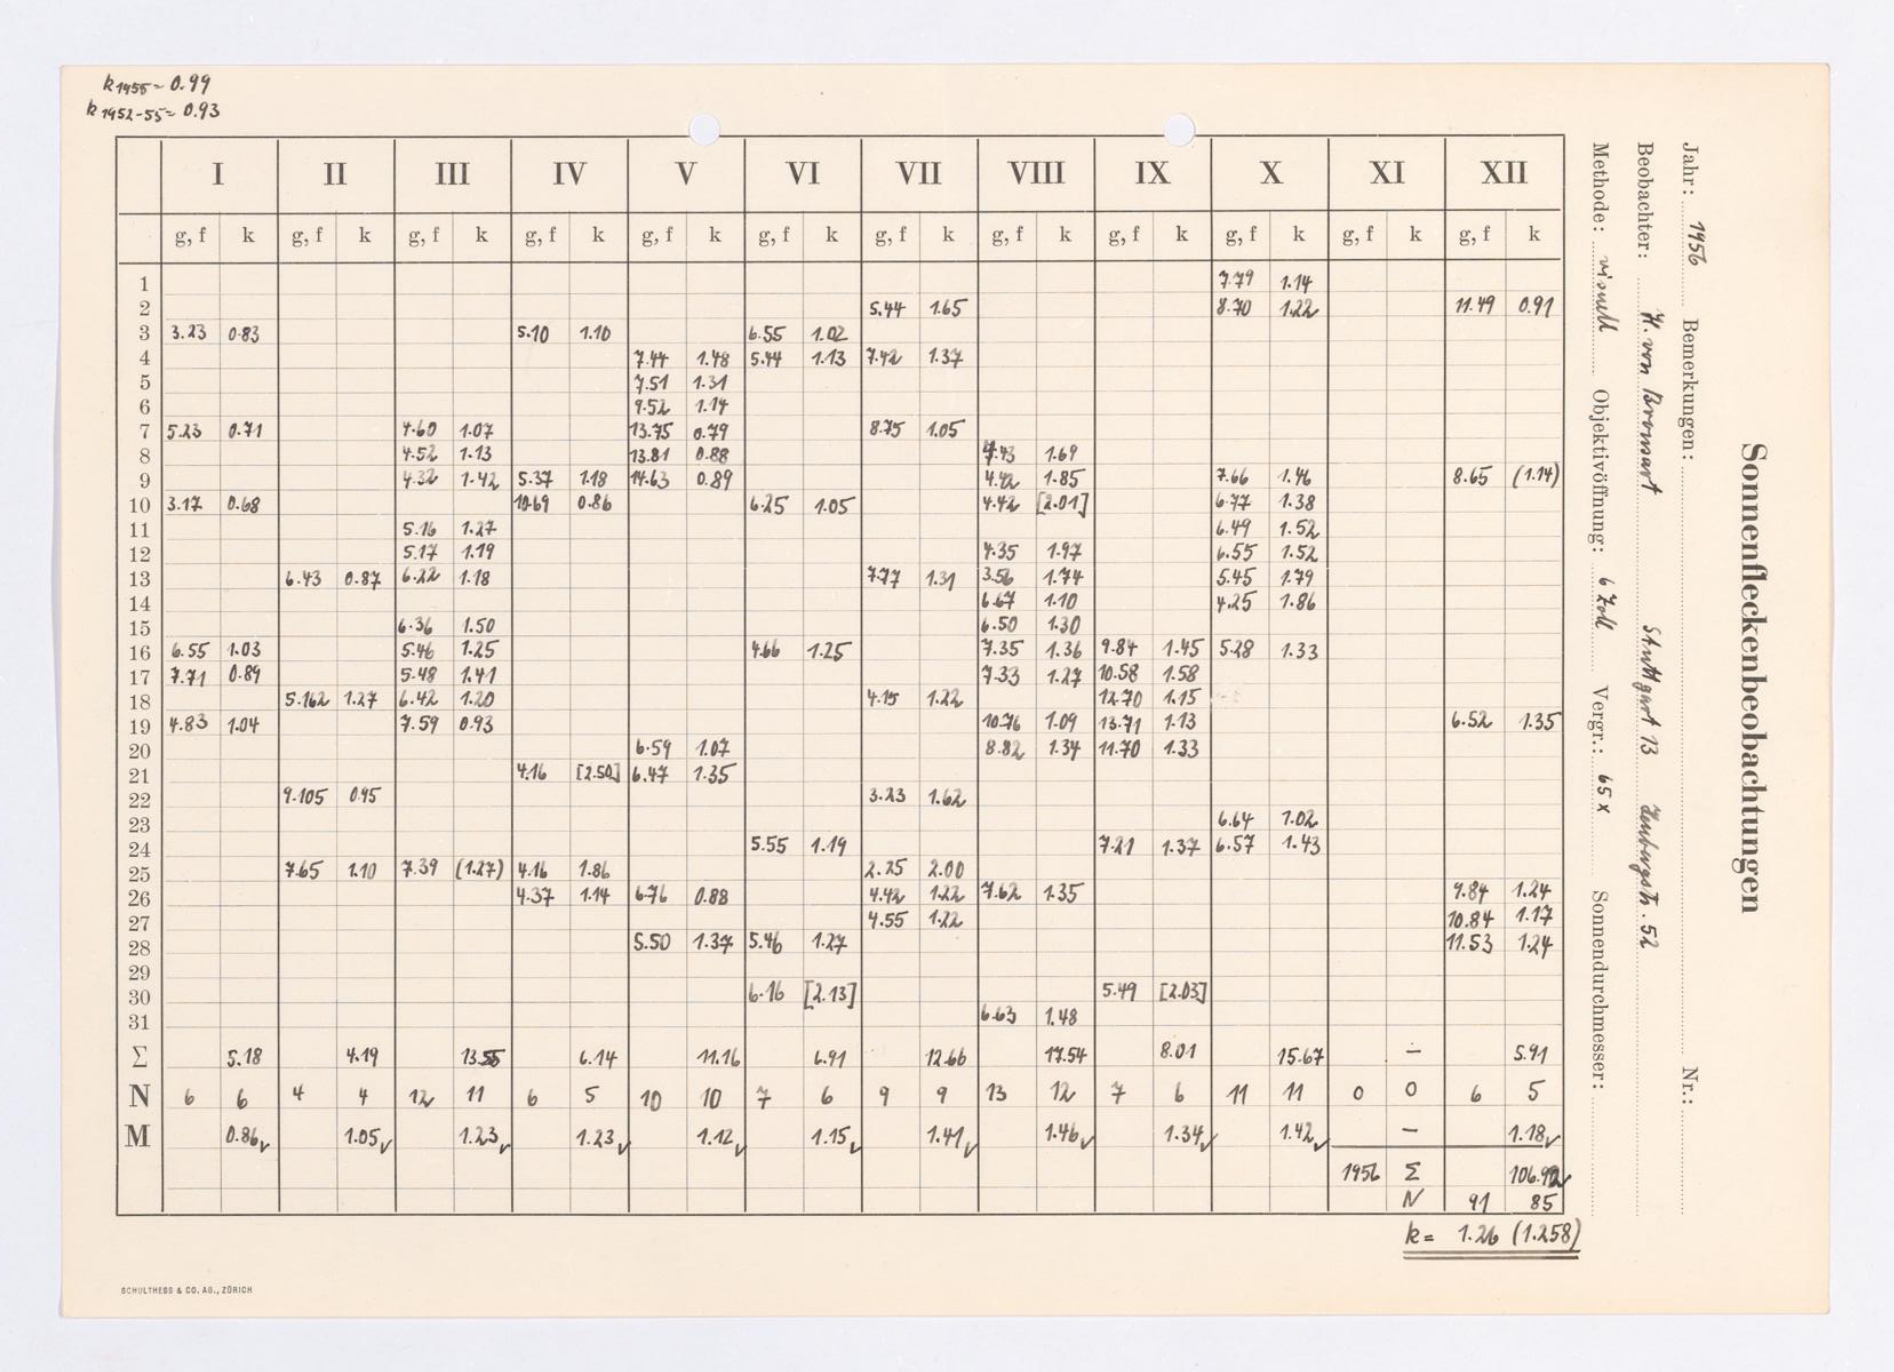 k 1955 = 0.99
k 1952-55 = 0.93
I II III IV V VI VII VIII IX X XI XII
g, f k g, f k g, f k g, f k g, f k g, f k g, f k g, f k g, f k g, f k g, f k g, f k
1 7.79 1.14
2 5.44 1.65 8.70 1.22 11.49 0.91
3 3.23 0.83 5.10 1.10 6.55 1.02
4 7.44 1.48 5.44 1.13 7.42 1.37
5 7.51 1.31
6 9.52 1.14
7 5.23 0.71 4.60 1.07 13.75 0.79 8.75 1.05
8 4.52 1.13 13.81 0.88 4.43 1.69
9 4.32 1.42 5.37 1.18 14.63 0.89 4.42 1.85 7.66 1.46 8.65 (1.14)
10 3.17 0.68 10.69 0.86 6.25 1.05 4.42 [2.01] 6.77 1.38
11 5.16 1.27 6.49 1.52
12 5.17 1.19 4.35 1.97 6.55 1.52
13 6.43 0.87 6.22 1.18 7.77 1.31 3.56 1.74 5.45 1.79
14 6.67 1.10 4.25 1.86
15 6.36 1.50 6.50 1.30
16 6.55 1.03 5.46 1.25 4.66 1.25 7.35 1.36 9.84 1.45 5.28 1.33
17 7.71 0.89 5.48 1.41 7.33 1.27 10.58 1.58
18 5.162 1.27 6.42 1.20 4.15 1.22 12.70 1.15
19 4.83 1.04 7.59 0.93 10.76 1.09 13.71 1.13 6.52 1.35
20 6.59 1.07 8.82 1.34 11.70 1.33
21 4.16 [2.50] 6.47 1.35
22 9.105 0.95 3.23 1.62
23 6.64 1.02
24 5.55 1.19 7.21 1.37 6.57 1.43
25 7.65 1.10 7.39 (1.27) 4.16 1.86 2.25 2.00
26 4.37 1.14 6.76 0.88 4.42 1.22 7.62 1.35 9.84 1.24
27 4.55 1.22 10.84 1.17
28 5.50 1.37 5.46 1.27 11.53 1.24
29
30 6.16 [2.13] 5.49 [2.03]
31 6.63 1.48
Σ 5.18 4.19 13.55 6.14 11.16 6.91 12.66 17.54 8.01 15.67 – 5.91
N 6 6 4 4 12 11 6 5 10 10 7 6 9 9 13 12 7 6 11 11 0 0 6 5
M 0.86✓ 1.05✓ 1.23✓ 1.23✓ 1.12✓ 1.15✓ 1.41✓ 1.46✓ 1.34✓ 1.42✓ – 1.18✓
1956 Σ 106.92✓
N 91 85
k = 1.26 (1.258)
SCHULTHESS & CO. AG., ZÜRICH
Sonnenfleckenbeobachtungen
Jahr: 1956 Bemerkungen: Nr.:
Beobachter: H. von Bronsart Stuttgart 13 52
Methode: visuell Objektivöffnung: 6 Zoll Vergr.: 65 x Sonnendurchmesser: